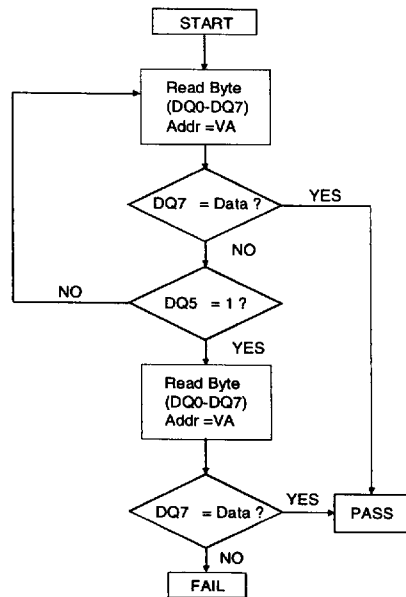 START
Read Byte
(DQ0-DQ7)
Addr =VA
DQ7 = Data ?
YES
NO
DQ5 = 1 ?
NO
YES
Read Byte
(DQ0-DQ7)
Addr =VA
DQ7 = Data ?
YES
PASS
NO
FAIL